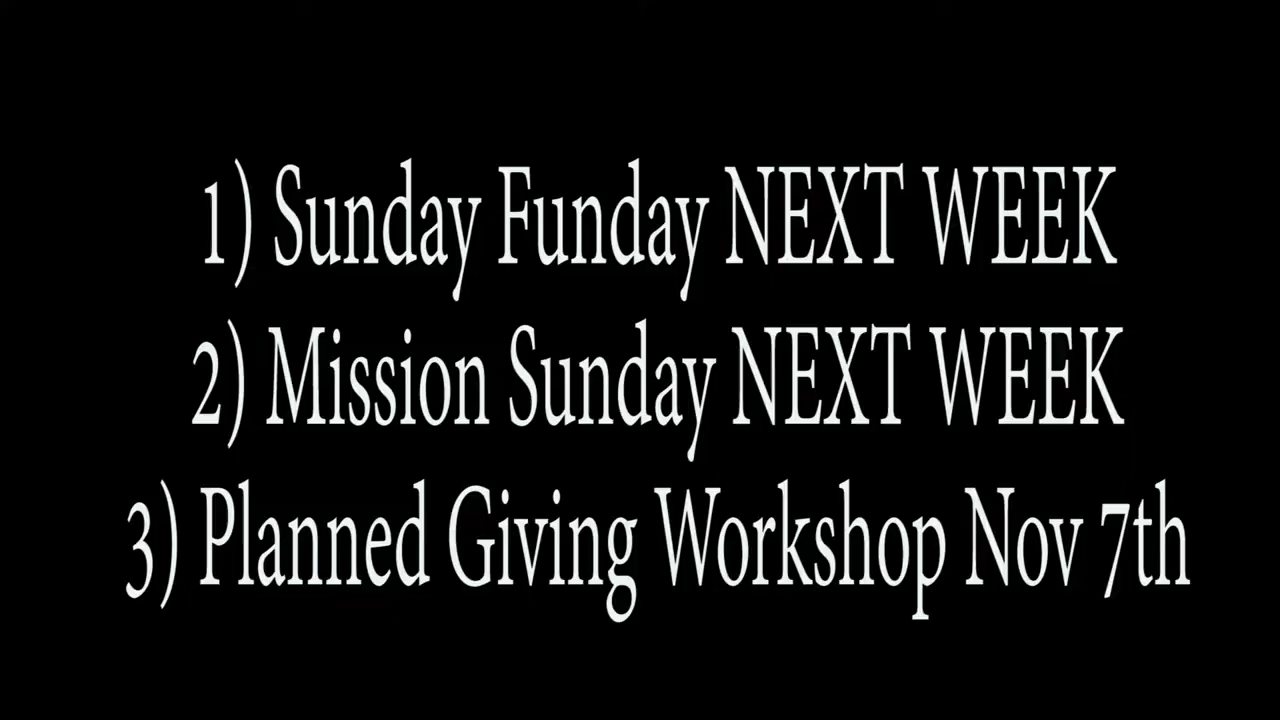 1) Sunday Funday NEXT WEEK
2) Mission Sunday NEXT WEEK
3) Planned Giving Workshop Nov 7th